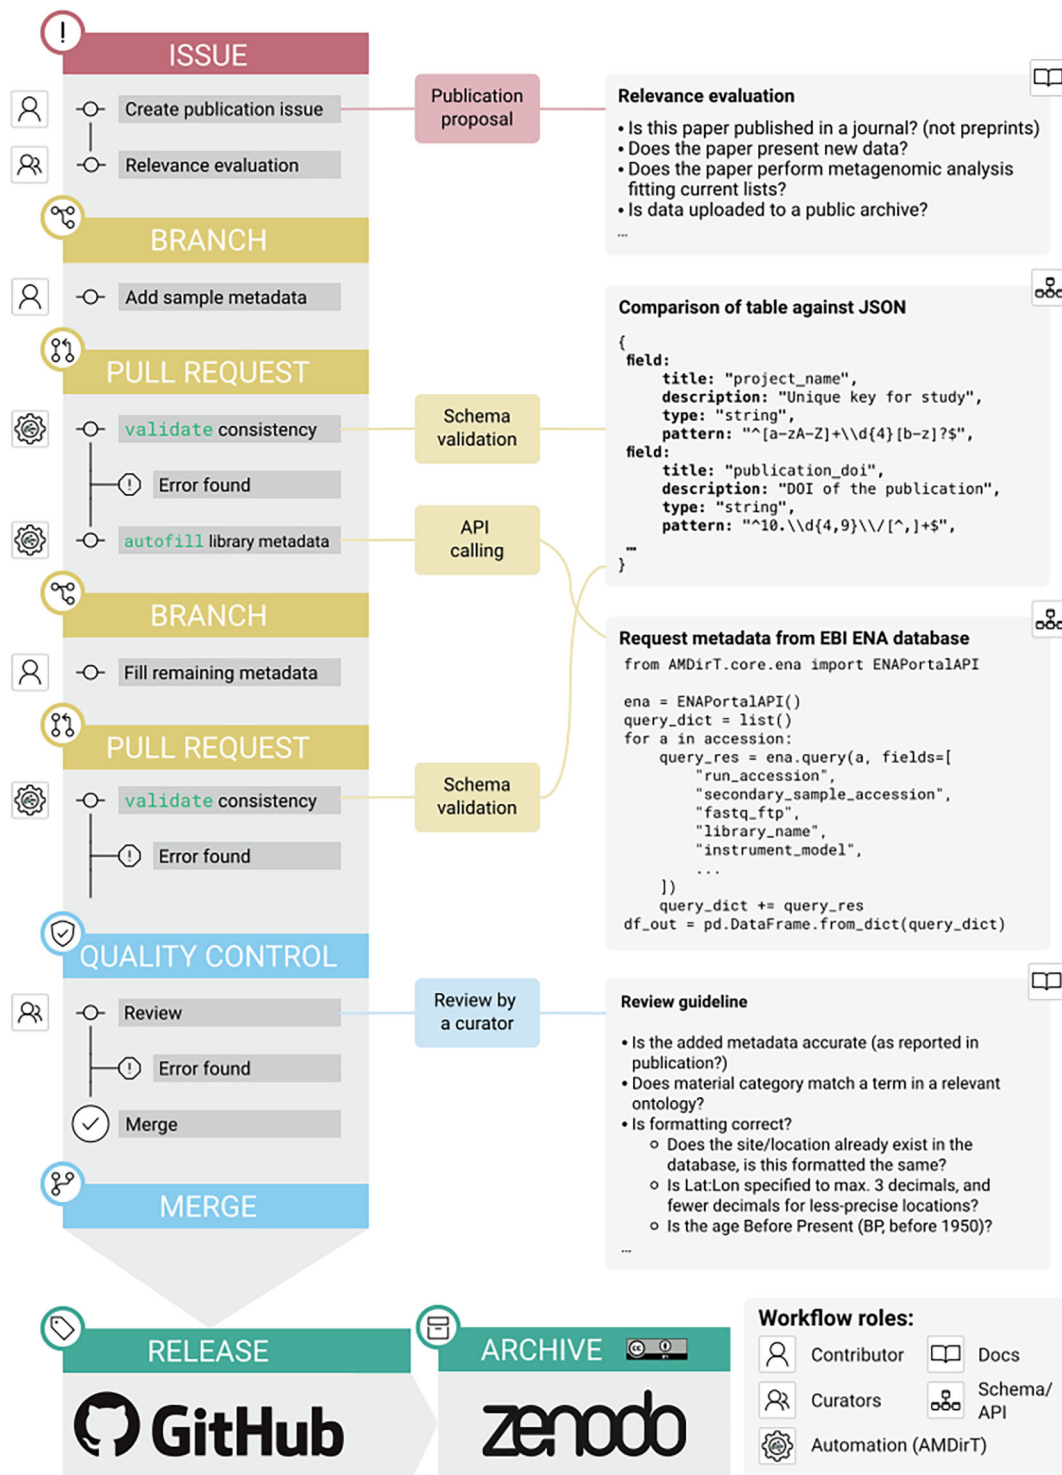 ISSUE
Create publication issue
Relevance evaluation
Publication
proposal
Relevance evaluation
• Is this paper published in a journal? (not preprints)
• Does the paper present new data?
• Does the paper perform metagenomic analysis
fitting current lists?
• Is data uploaded to a public archive?
...
BRANCH
Add sample metadata
PULL REQUEST
validate consistency
Error found
autofill library metadata
Schema
validation
API
calling
Comparison of table against JSON
{
field:
title: "project_name",
description: "Unique key for study",
type: "string",
pattern: "^[a-zA-Z]+\\d{4}[b-z]?$",
field:
title: "publication_doi",
description: "DOI of the publication",
type: "string",
pattern: "^10.\\d{4,9}\\/[^,]+$",
...
}
BRANCH
Fill remaining metadata
PULL REQUEST
validate consistency
Error found
Schema
validation
Request metadata from EBI ENA database
from AMDirT.core.ena import ENAPortalAPI
ena = ENAPortalAPI()
query_dict = list()
for a in accession:
query_res = ena.query(a, fields=[
"run_accession",
"secondary_sample_accession",
"fastq_ftp",
"library_name",
"instrument_model",
...
])
query_dict += query_res
df_out = pd.DataFrame.from_dict(query_dict)
QUALITY CONTROL
Review
Error found
Merge
Review by
a curator
Review guideline
• Is the added metadata accurate (as reported in
publication?)
• Does material category match a term in a relevant
ontology?
• Is formatting correct?
Does the site/location already exist in the
database, is this formatted the same?
Is Lat:Lon specified to max. 3 decimals, and
fewer decimals for less-precise locations?
Is the age Before Present (BP, before 1950)?
...
MERGE
RELEASE
GitHub
ARCHIVE
cc
BY
zenodo
Workflow roles:
Contributor
Docs
Curators
Schema/
API
Automation (AMDirT)